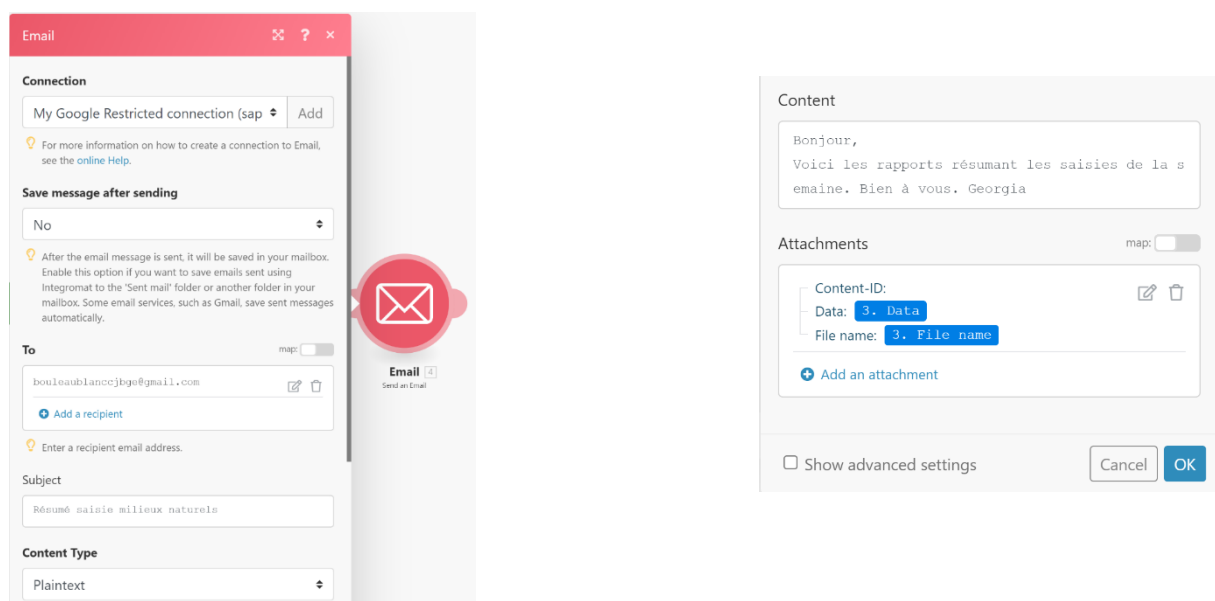 Email
? ×
Connection
My Google Restricted connection (sap
Add
For more information on how to create a connection to Email,
see the online Help.
Save message after sending
No
After the email message is sent, it will be saved in your mailbox.
Enable this option if you want to save emails sent using
Integromat to the 'Sent mail' folder or another folder in your
mailbox. Some email services, such as Gmail, save sent messages
automatically.
To
map:
bouleaublanccjbge@gmail.com
Add a recipient
Enter a recipient email address.
Subject
Résumé saisie milieux naturels
Content Type
Plaintext
Email 4
Send an Email
Content
Bonjour,
Voici les rapports résumant les saisies de la s
emaine. Bien à vous. Georgia
Attachments
map:
Content-ID:
Data: 3. Data
File name: 3. File name
Add an attachment
Show advanced settings
Cancel
OK